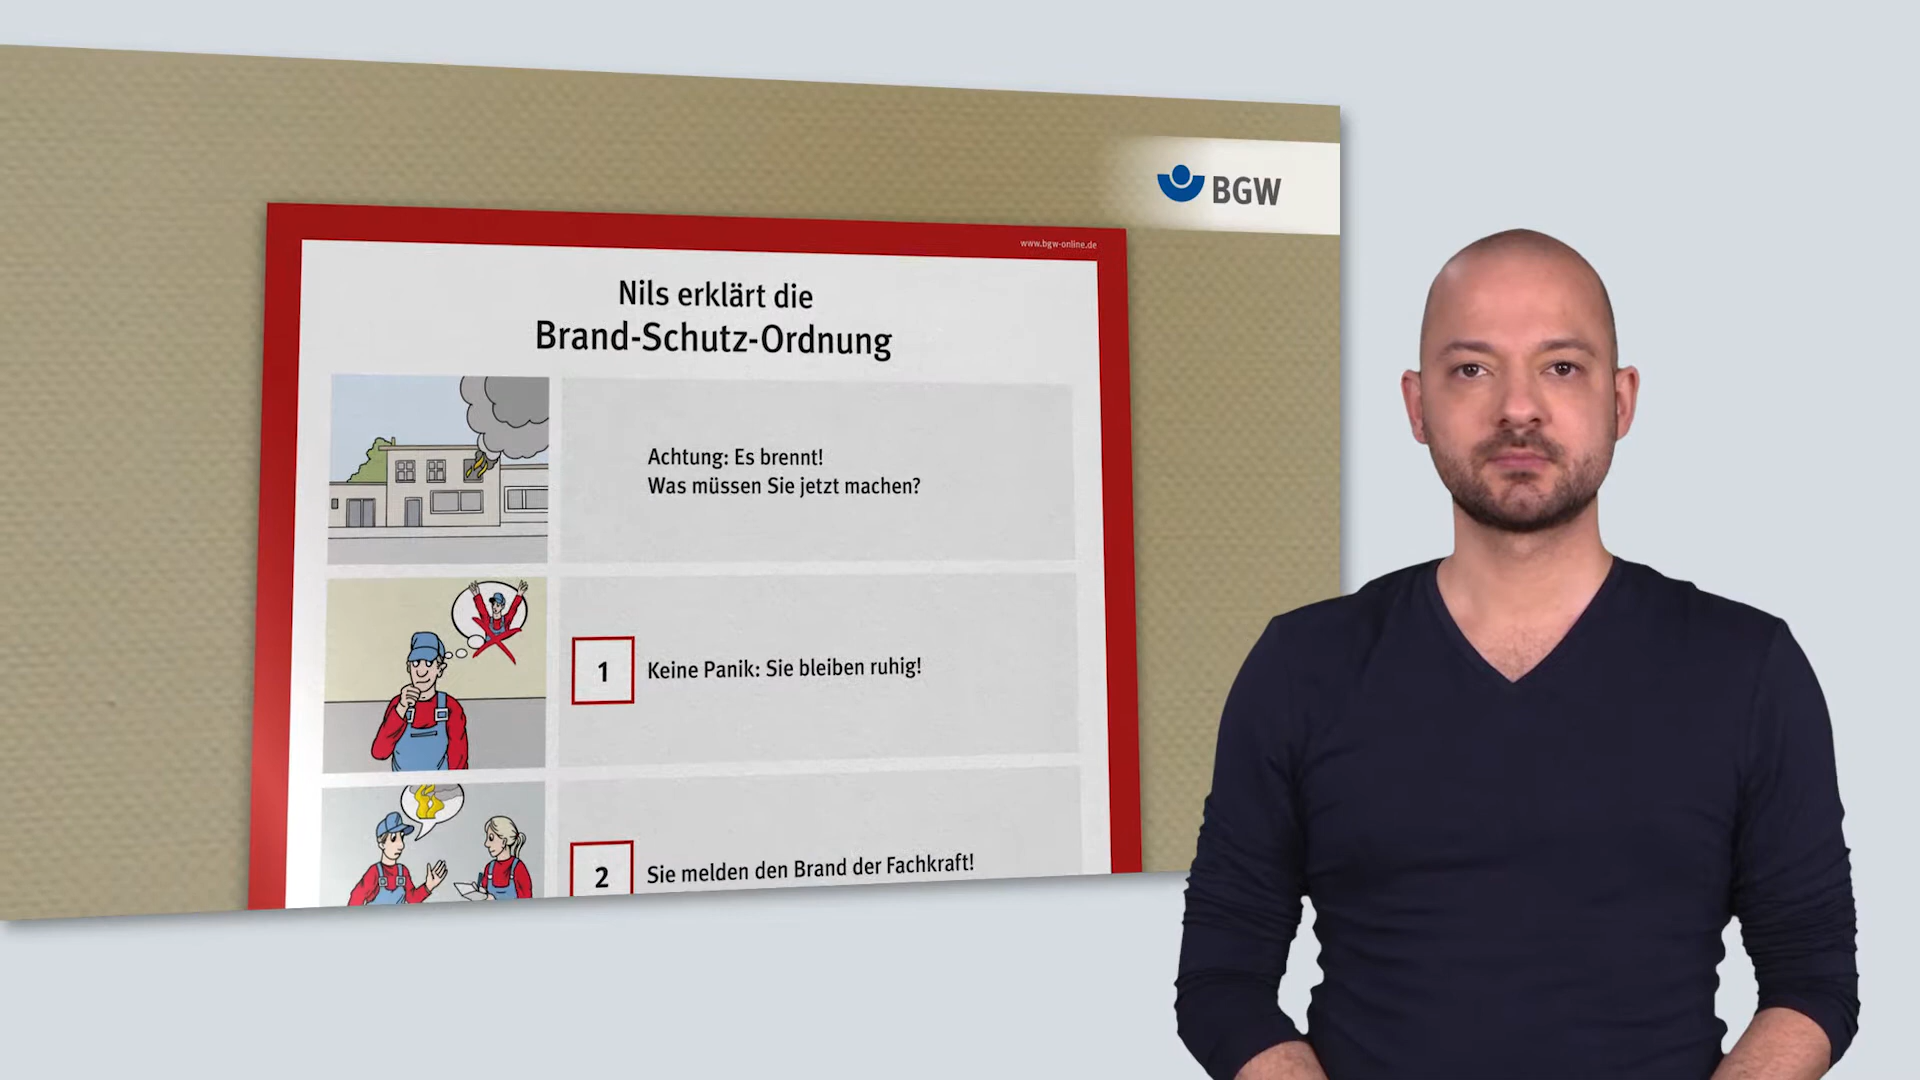 BGW
www.bgw-online.de
Nils erklärt die
Brand-Schutz-Ordnung
Achtung: Es brennt!
Was müssen Sie jetzt machen?
1
Keine Panik: Sie bleiben ruhig!
2
Sie melden den Brand der Fachkraft!